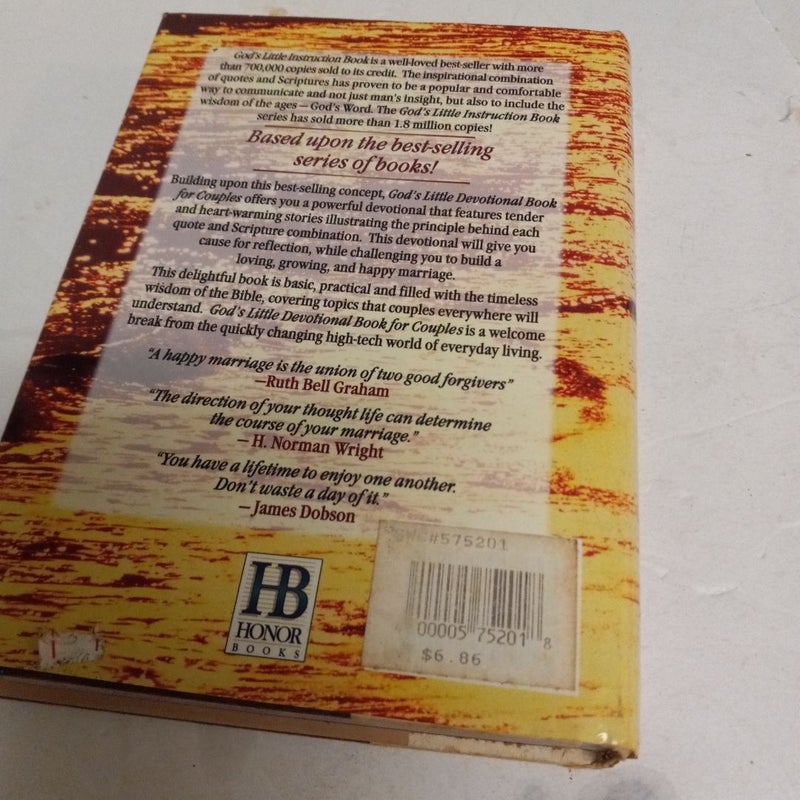 God's Little Instruction Book is a well-loved best-seller with more
than 700,000 copies sold to its credit. The inspirational combination
of quotes and Scriptures has proven to be a popular and comfortable
way to communicate and not just man's insight, but also to include the
wisdom of the ages — God's Word. The God's Little Instruction Book
series has sold more than 1.8 million copies!
Based upon the best-selling
series of books!
Building upon this best-selling concept, God's Little Devotional Book
for Couples offers you a powerful devotional that features tender
and heart-warming stories illustrating the principle behind each
quote and Scripture combination. This devotional will give you
cause for reflection, while challenging you to build a
loving, growing, and happy marriage.
This delightful book is basic, practical and filled with the timeless
wisdom of the Bible, covering topics that couples everywhere will
understand. God's Little Devotional Book for Couples is a welcome
break from the quickly changing high-tech world of everyday living.
"A happy marriage is the union of two good forgivers"
—Ruth Bell Graham
"The direction of your thought life can determine
the course of your marriage."
— H. Norman Wright
"You have a lifetime to enjoy one another.
Don't waste a day of it."
—James Dobson
HB
HONOR
BOOKS
#575201
00005 75201 8
$6.86